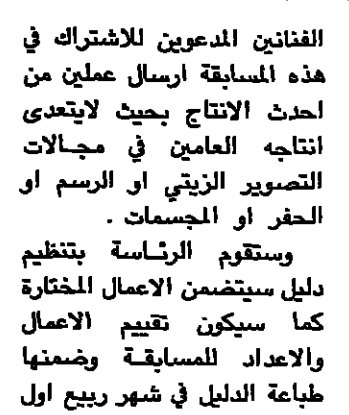 الفنانين المدعوين للاشتراك في
هذه المسابقة ارسال عملين من
احدث الانتاج بحيث لايتعدى
انتاجه العامين في مجالات
التصوير الزيتي او الرسم او
الحفر او المجسمات .
وستقوم الرئاسة بتنظيم
دليل سيتضمن الاعمال المختارة
كما سيكون تقييم الاعمال
والاعداد للمسابقة وضمنها
طباعة الدليل في شهر ربيع اول